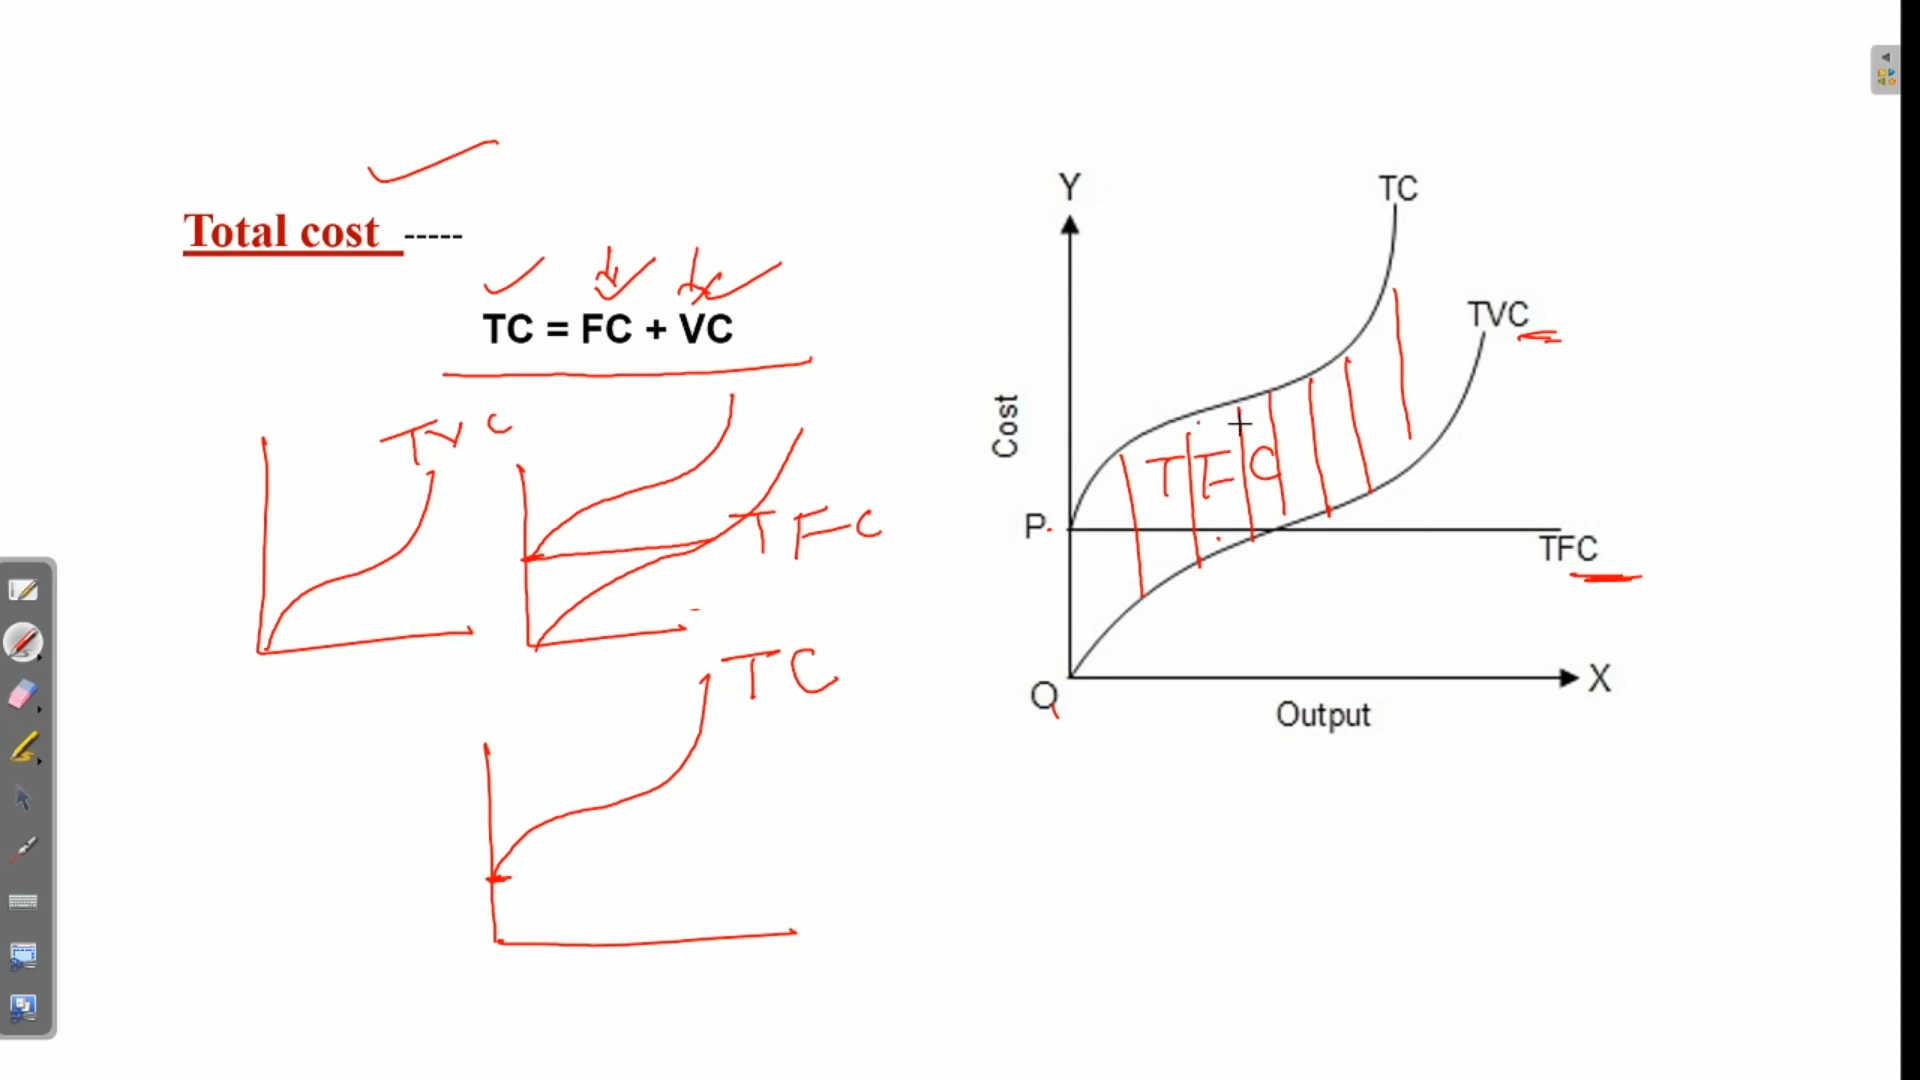 Total cost -----
TC = FC + VC
TVC
TFC
TC
Y
TC
TVC
Cost
TFC
P
TFC
O
X
Output